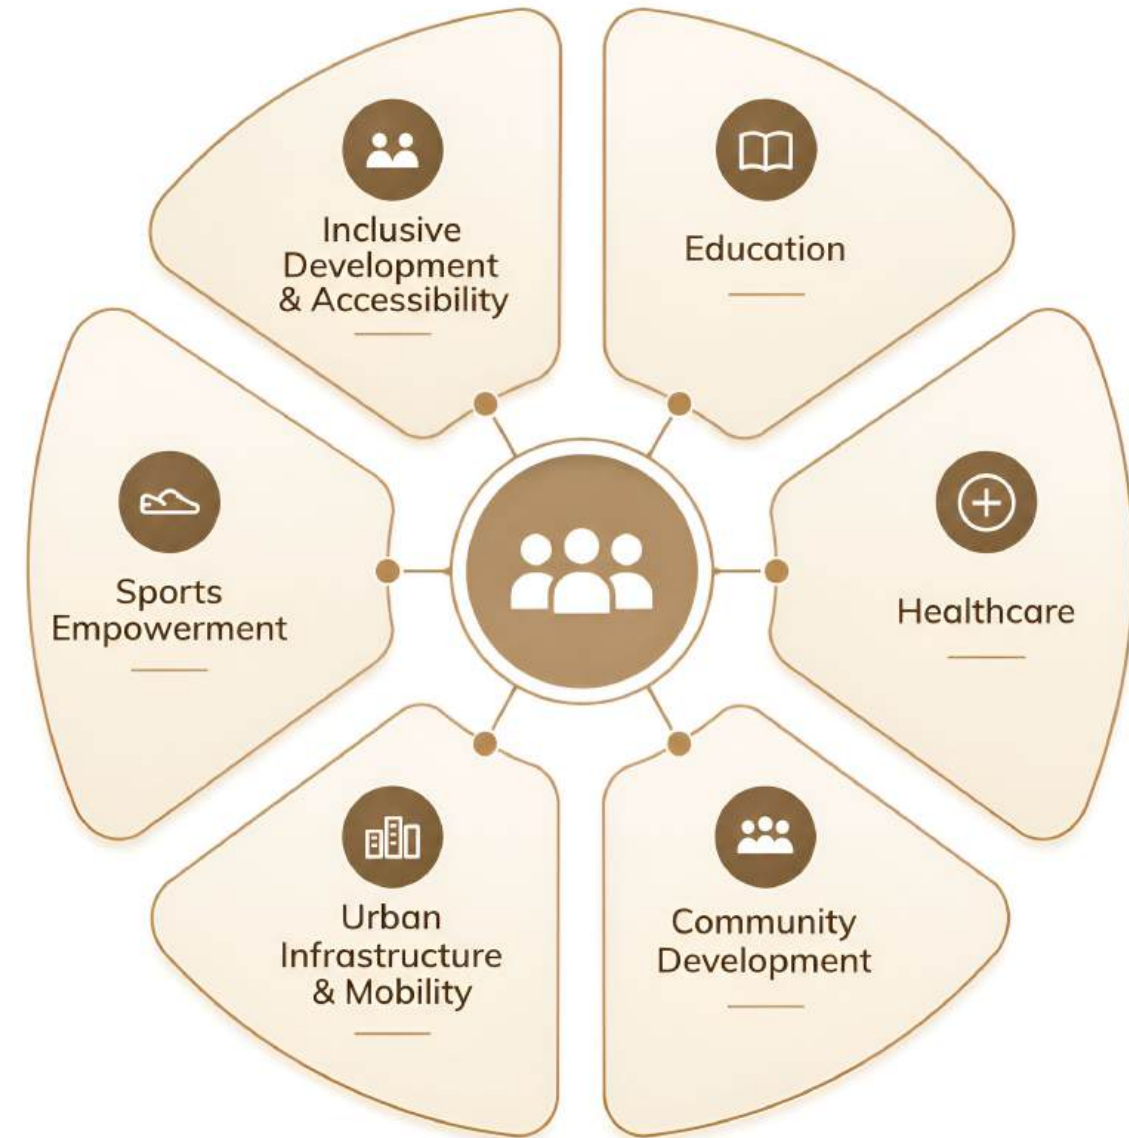 Inclusive
Development
& Accessibility
Education
Sports
Empowerment
Healthcare
Urban
Infrastructure
& Mobility
Community
Development